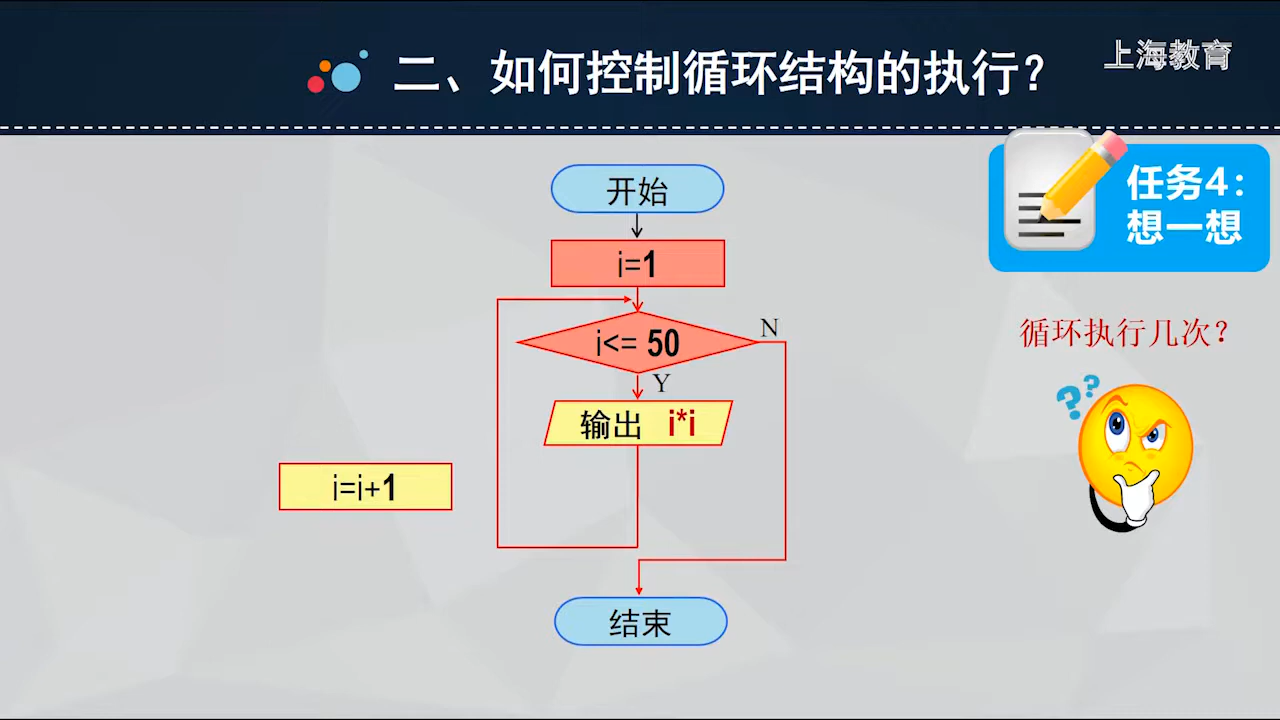 二、如何控制循环结构的执行？
上海教育
任务4：
想一想
开始
i=1
i<= 50
N
Y
输出 i*i
i=i+1
结束
循环执行几次？
??